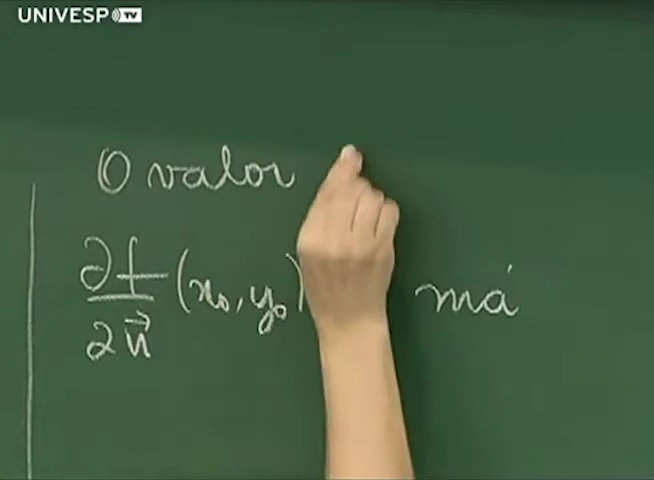 UNIVESP TV
O valor
∂f/∂u⃗ (x₀, y₀) má